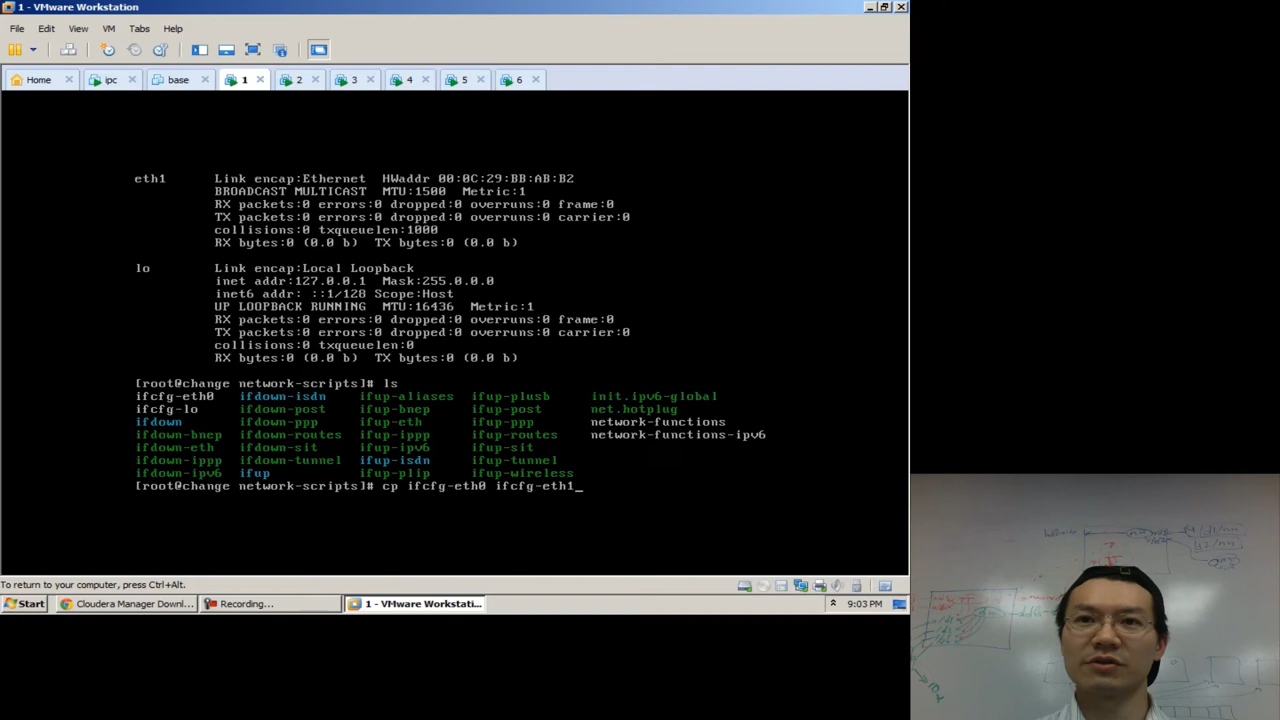 1 - VMware Workstation
File Edit View VM Tabs Help
Home ipc base 1 2 3 4 5 6
eth1 Link encap:Ethernet HWaddr 00:0C:29:BB:AB:B2
BROADCAST MULTICAST MTU:1500 Metric:1
RX packets:0 errors:0 dropped:0 overruns:0 frame:0
TX packets:0 errors:0 dropped:0 overruns:0 carrier:0
collisions:0 txqueuelen:1000
RX bytes:0 (0.0 b) TX bytes:0 (0.0 b)
lo Link encap:Local Loopback
inet addr:127.0.0.1 Mask:255.0.0.0
inet6 addr: ::1/128 Scope:Host
UP LOOPBACK RUNNING MTU:16436 Metric:1
RX packets:0 errors:0 dropped:0 overruns:0 frame:0
TX packets:0 errors:0 dropped:0 overruns:0 carrier:0
collisions:0 txqueuelen:0
RX bytes:0 (0.0 b) TX bytes:0 (0.0 b)
[root@change network-scripts]# ls
ifcfg-eth0 ifdown-isdn ifup-aliases ifup-plusb init.ipv6-global
ifcfg-lo ifdown-post ifup-bnep ifup-post net.hotplug
ifdown ifdown-ppp ifup-eth ifup-ppp network-functions
ifdown-bnep ifdown-routes ifup-ippp ifup-routes network-functions-ipv6
ifdown-eth ifdown-sit ifup-ipv6 ifup-sit
ifdown-ippp ifdown-tunnel ifup-isdn ifup-tunnel
ifdown-ipv6 ifup ifup-plip ifup-wireless
[root@change network-scripts]# cp ifcfg-eth0 ifcfg-eth1_
To return to your computer, press Ctrl+Alt.
Start Cloudera Manager Downl... Recording... 1 - VMware Workstati... 9:03 PM